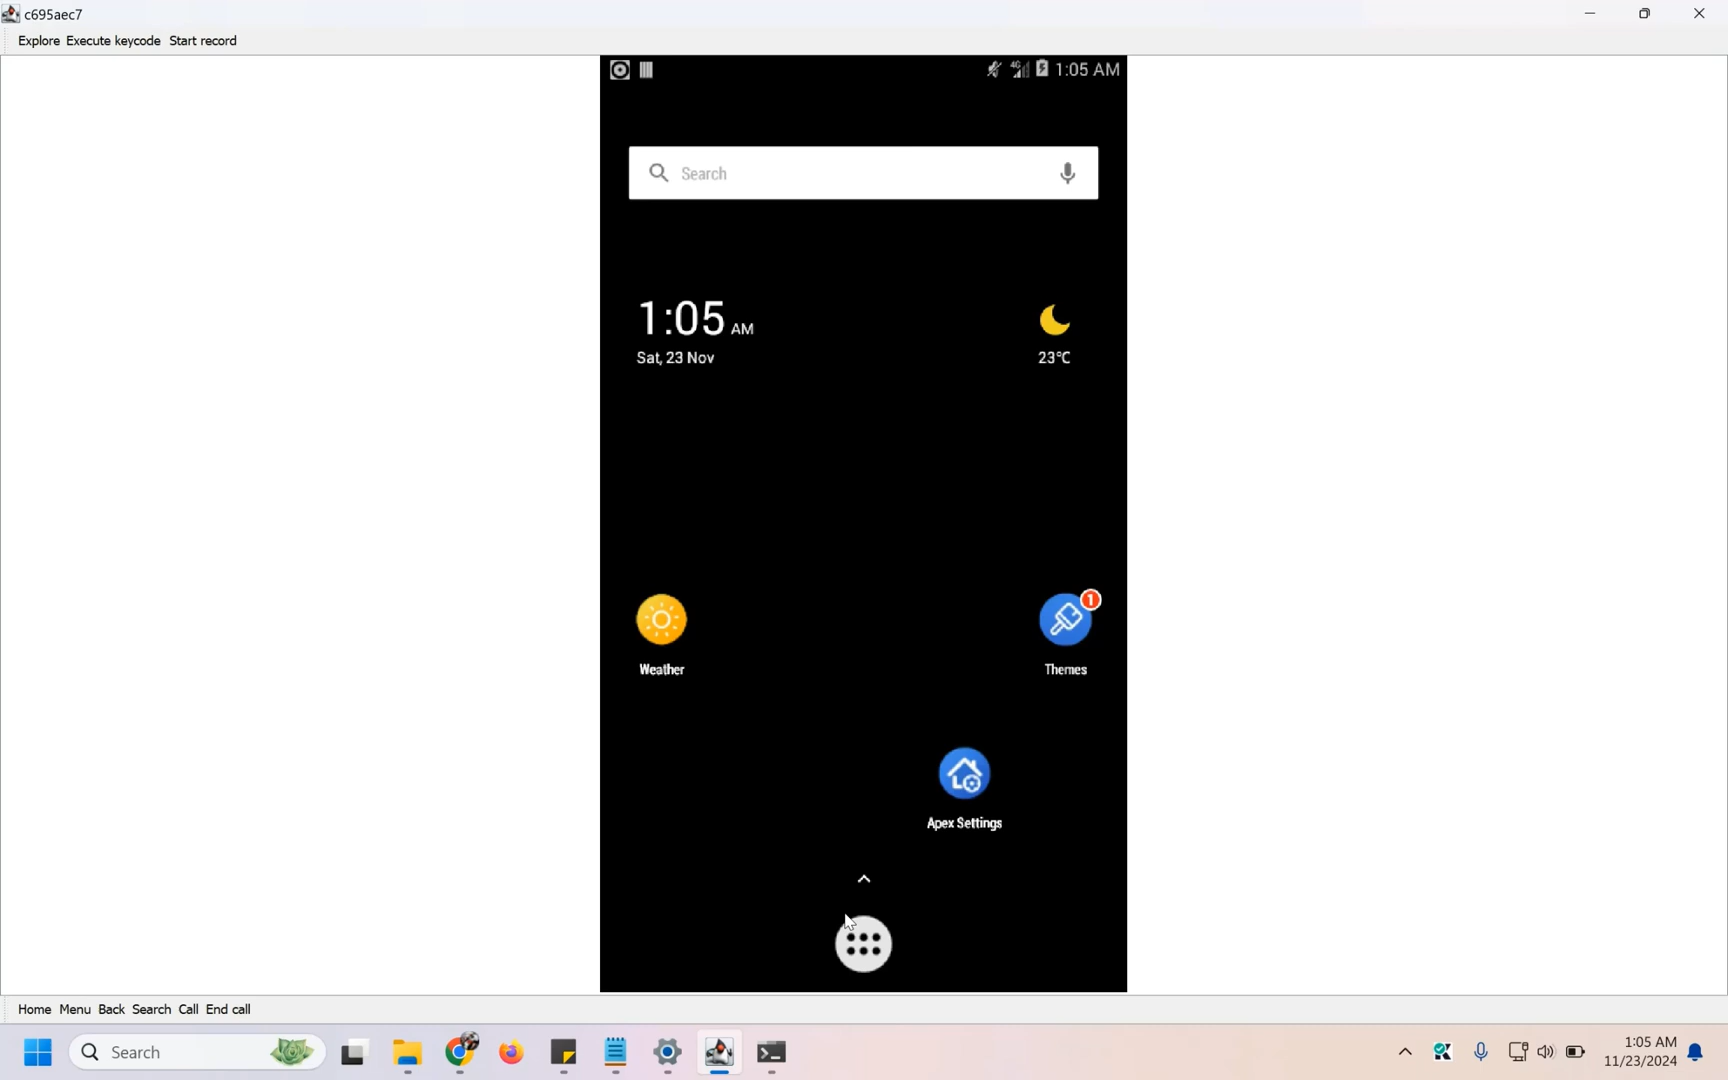 c695aec7
Explore Execute keycode Start record
4G 1:05 AM
Search
1:05 AM
Sat, 23 Nov
23°C
1
Weather
Themes
Apex Settings
Home Menu Back Search Call End call
Search
1:05 AM
11/23/2024